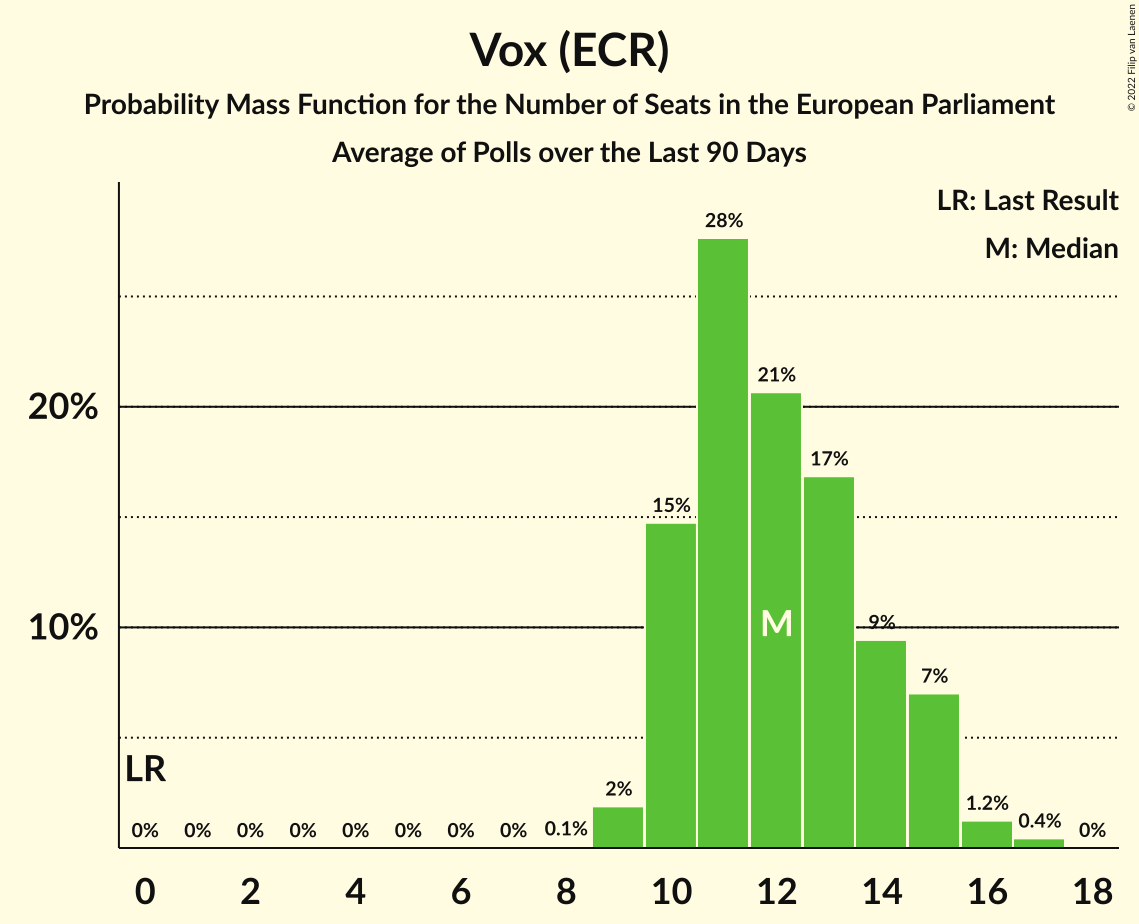 Vox (ECR)
Probability Mass Function for the Number of Seats in the European Parliament
Average of Polls over the Last 90 Days
© 2022 Filip van Laenen
LR: Last Result
M: Median
28%
21%
20%
17%
15%
10%
M
9%
7%
LR
2%
1.2%
0.4%
0% 0% 0% 0% 0% 0% 0% 0% 0.1% 0%
0 2 4 6 8 10 12 14 16 18